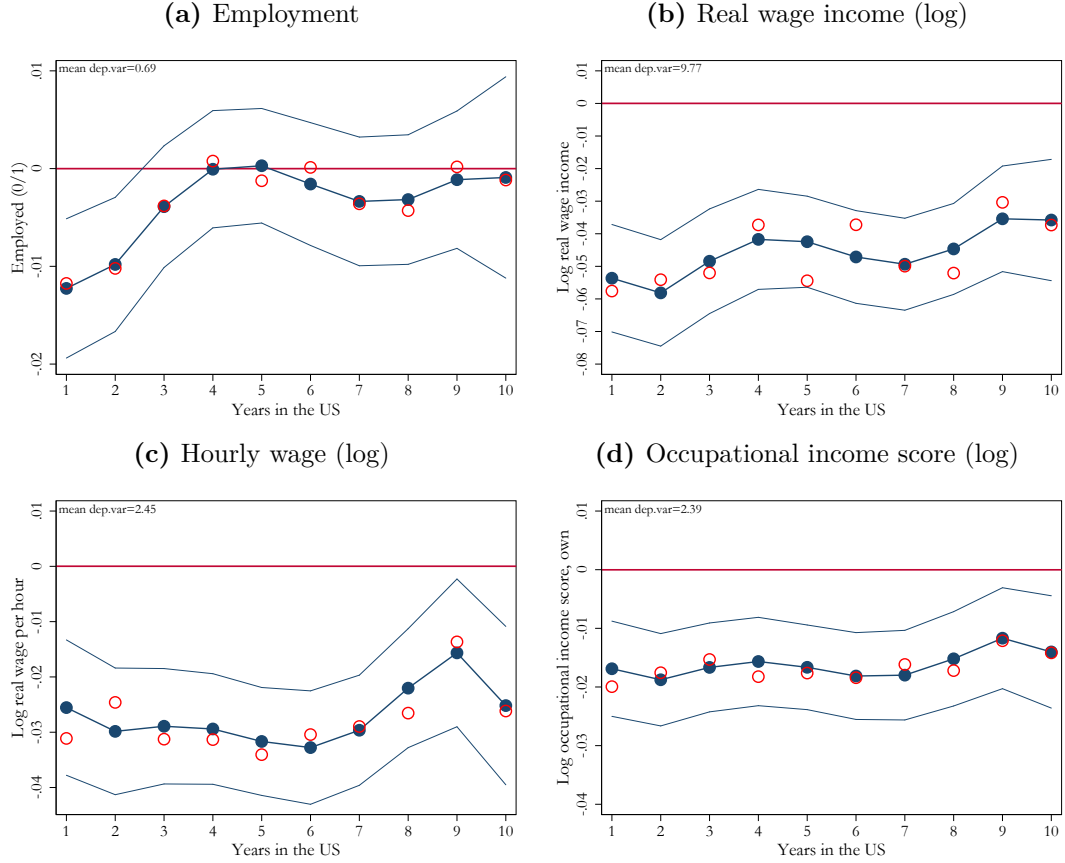 (a) Employment
mean dep.var=0.69
Employed (0/1)
.01
0
-.01
-.02
1 2 3 4 5 6 7 8 9 10
Years in the US
(b) Real wage income (log)
mean dep.var=9.77
Log real wage income
.01
0
-.01
-.02
-.03
-.04
-.05
-.06
-.07
-.08
1 2 3 4 5 6 7 8 9 10
Years in the US
(c) Hourly wage (log)
mean dep.var=2.45
Log real wage per hour
.01
0
-.01
-.02
-.03
-.04
1 2 3 4 5 6 7 8 9 10
Years in the US
(d) Occupational income score (log)
mean dep.var=2.39
Log occupational income score, own
.01
0
-.01
-.02
-.03
-.04
1 2 3 4 5 6 7 8 9 10
Years in the US